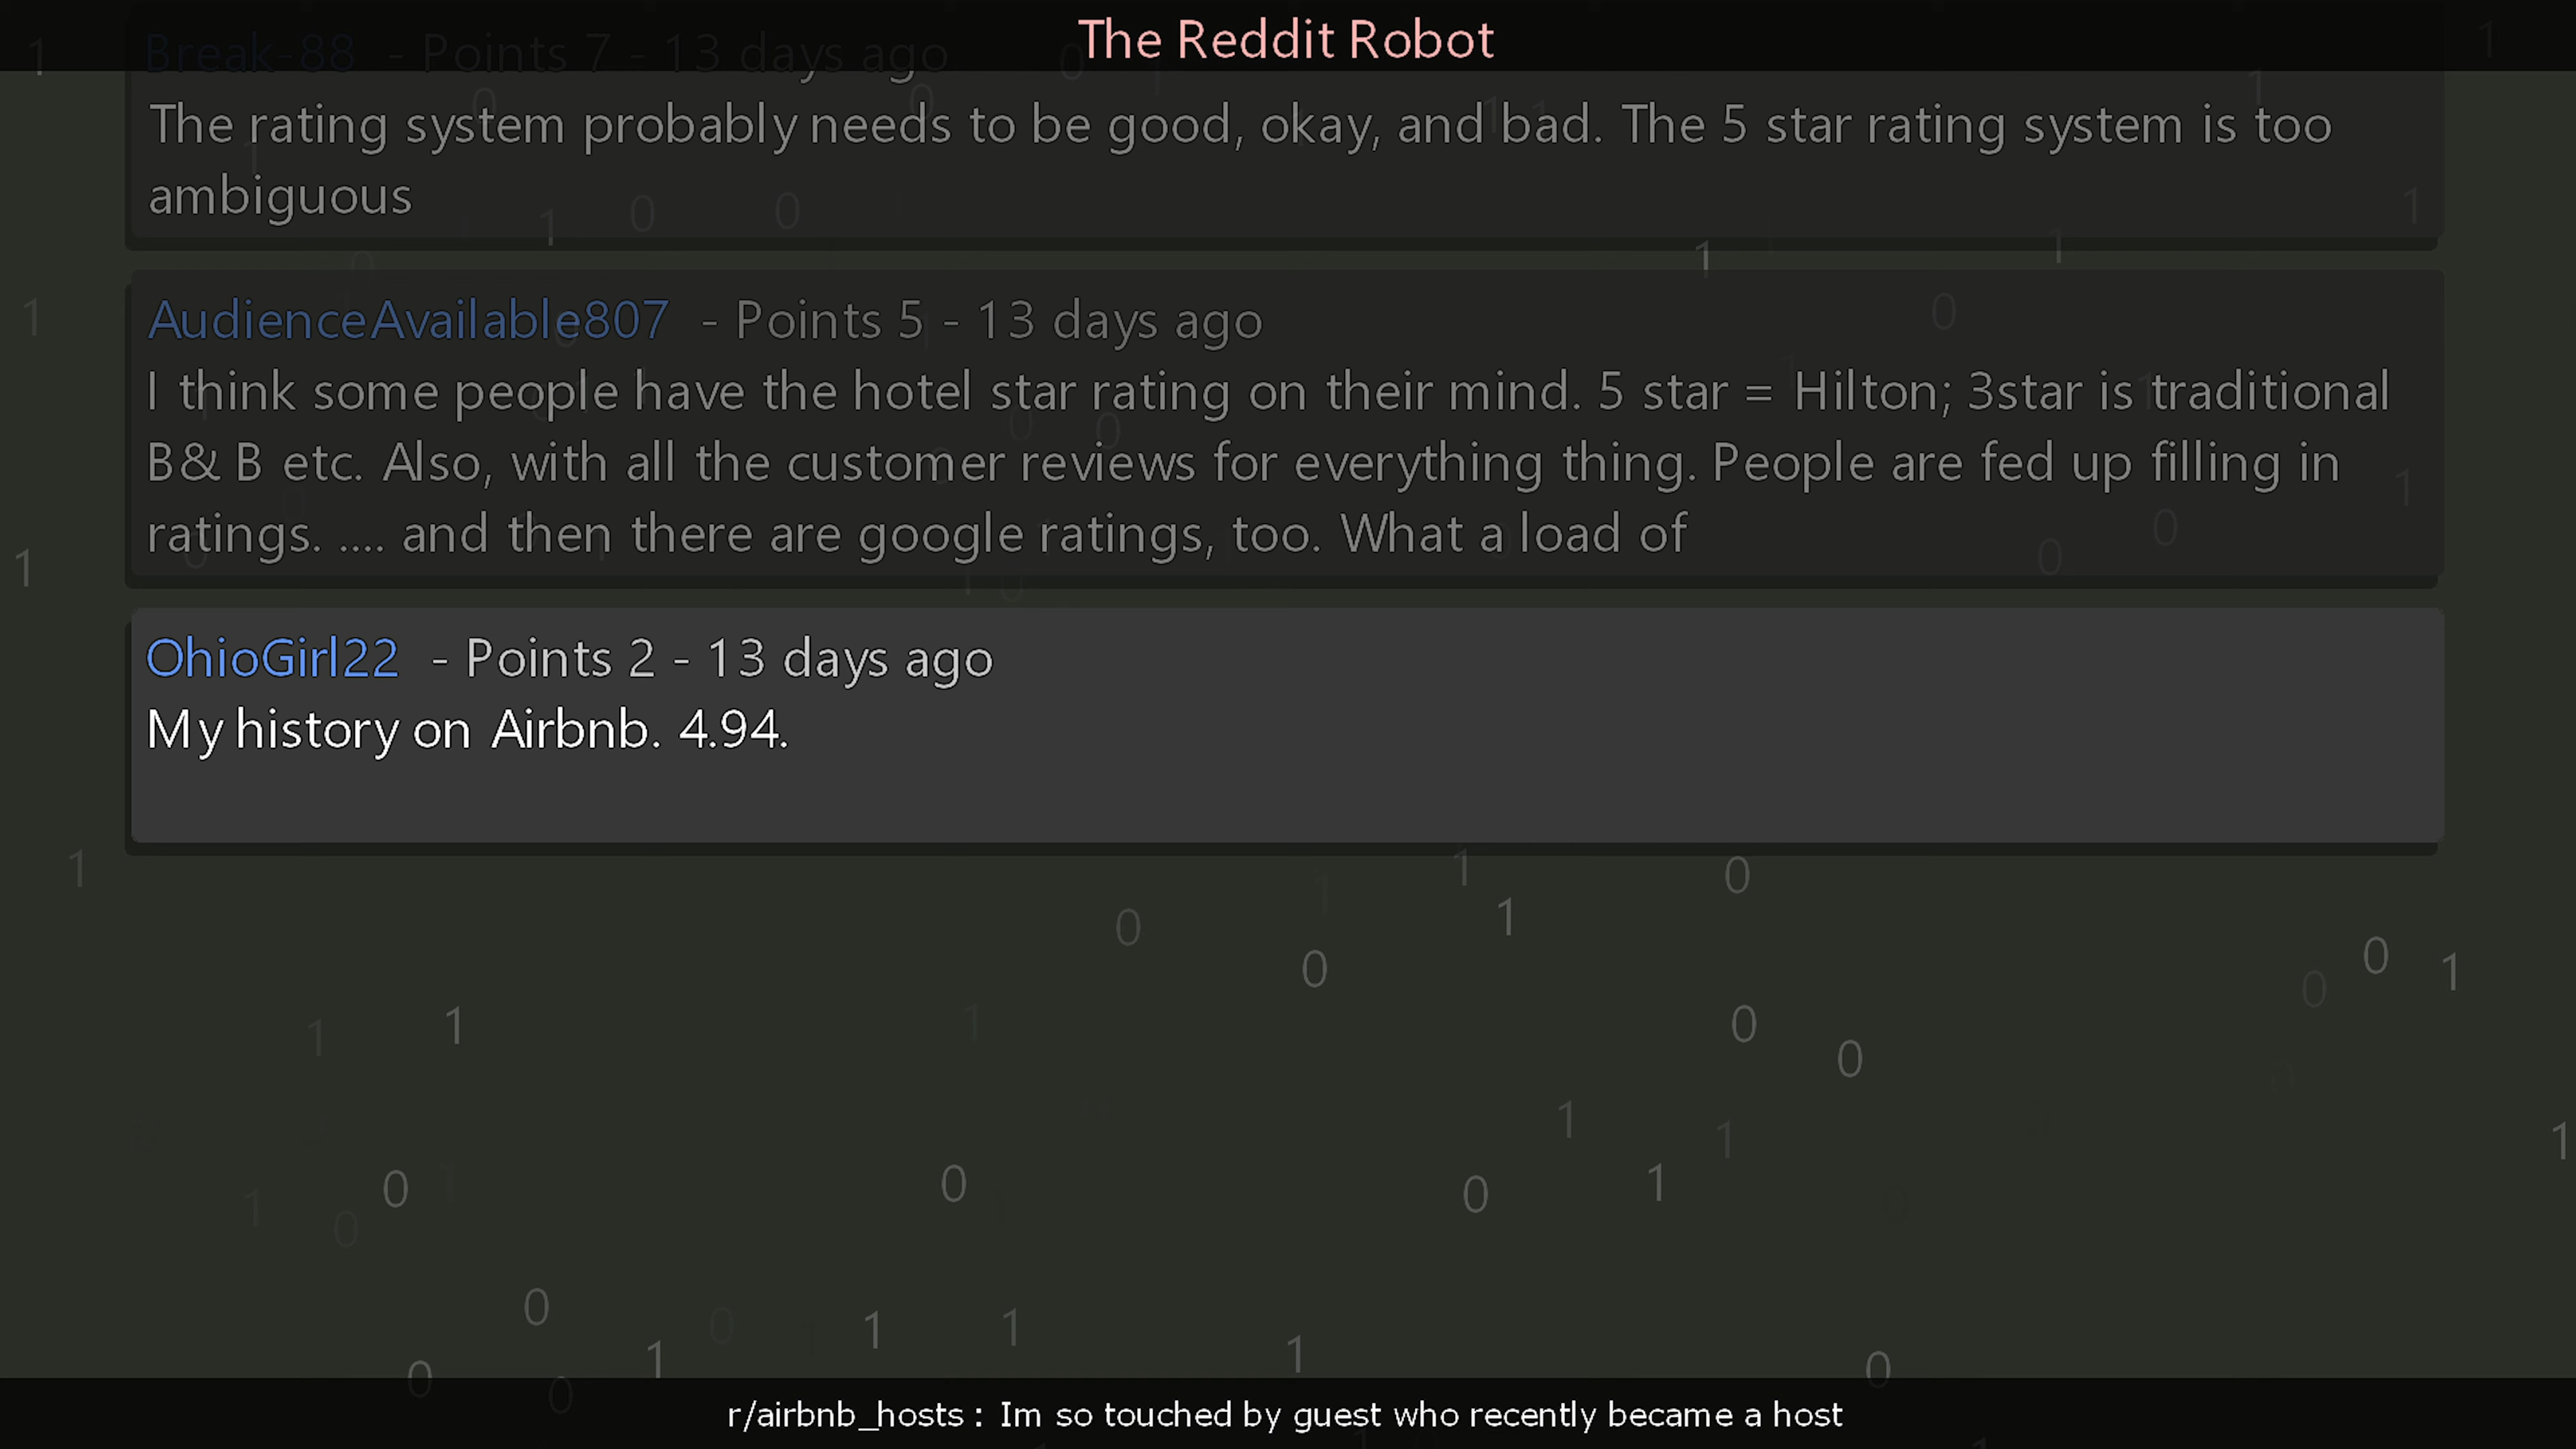 The Reddit Robot
Break-88 - Points 7 - 13 days ago
The rating system probably needs to be good, okay, and bad. The 5 star rating system is too
ambiguous
AudienceAvailable807 - Points 5 - 13 days ago
I think some people have the hotel star rating on their mind. 5 star = Hilton; 3star is traditional
B& B etc. Also, with all the customer reviews for everything thing. People are fed up filling in
ratings. .... and then there are google ratings, too. What a load of
OhioGirl22 - Points 2 - 13 days ago
My history on Airbnb. 4.94.
r/airbnb_hosts : Im so touched by guest who recently became a host